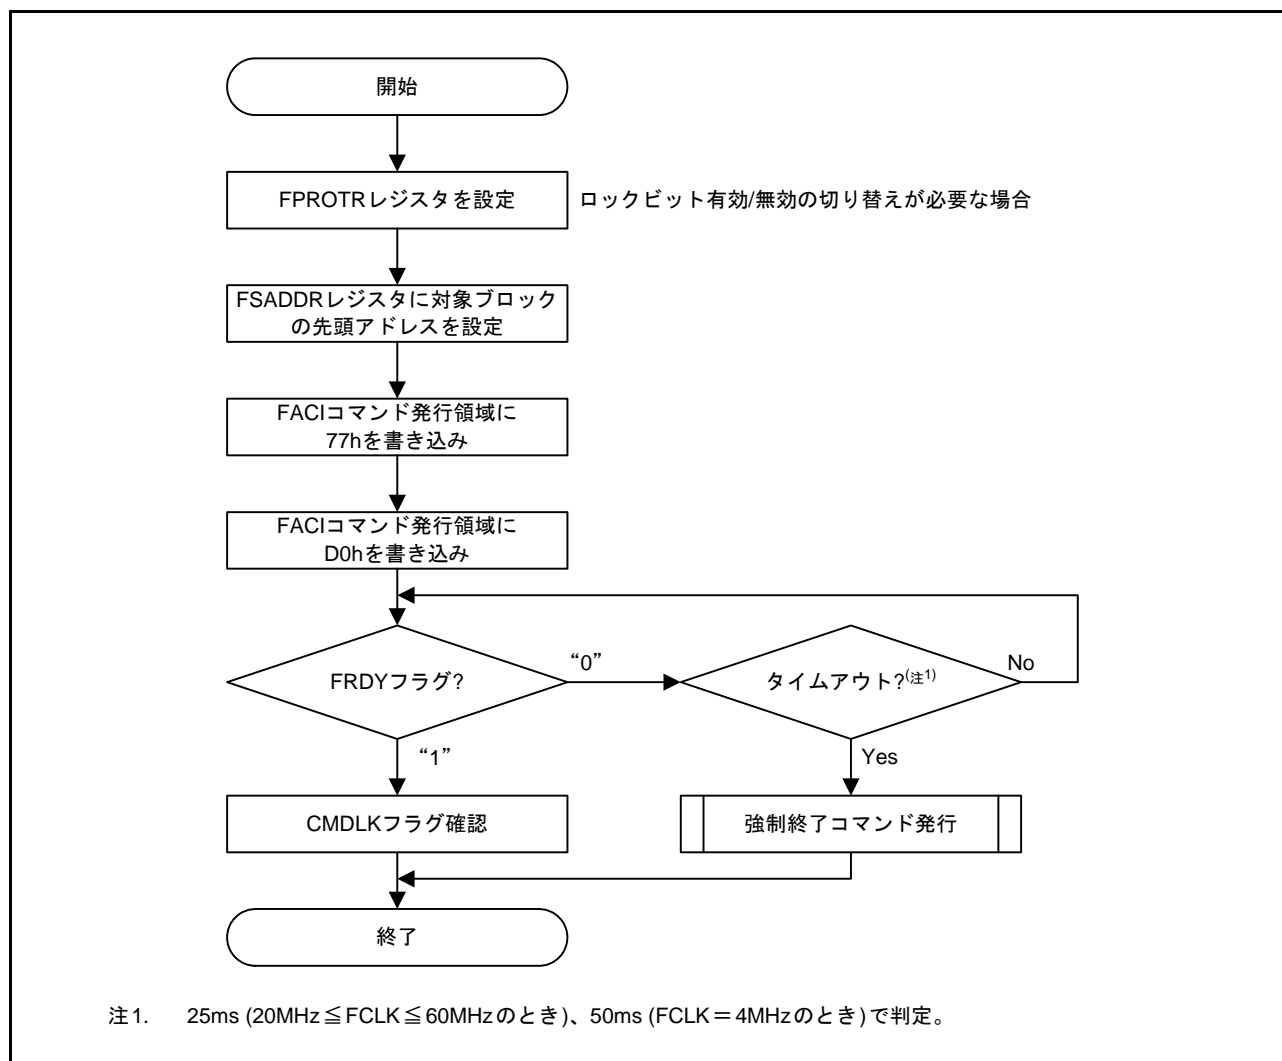 開始
FPROTRレジスタを設定
ロックビット有効/無効の切り替えが必要な場合
FSADDRレジスタに対象ブロック
の先頭アドレスを設定
FACIコマンド発行領域に
77hを書き込み
FACIコマンド発行領域に
D0hを書き込み
FRDYフラグ?
“0”
タイムアウト?(注1)
No
“1”
Yes
CMDLKフラグ確認
強制終了コマンド発行
終了
注1. 25ms (20MHz≦FCLK≦60MHzのとき)、50ms (FCLK=4MHzのとき)で判定。